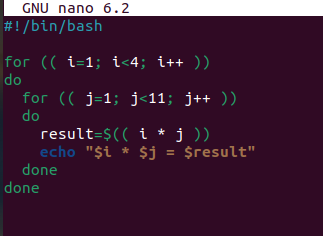 GNU nano 6.2
#!/bin/bash
for (( i=1; i<4; i++ ))
do
for (( j=1; j<11; j++ ))
do
result=$(( i * j ))
echo "$i * $j = $result"
done
done